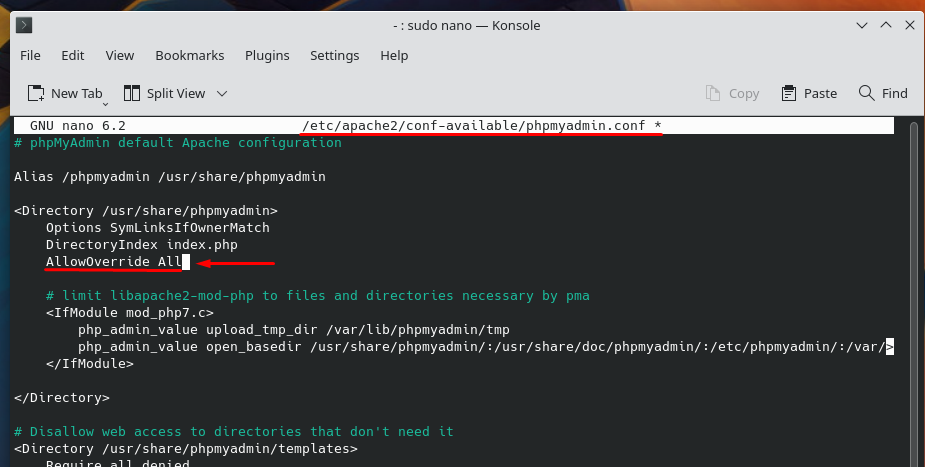 - : sudo nano — Konsole
File Edit View Bookmarks Plugins Settings Help
New Tab Split View Copy Paste Find
GNU nano 6.2 /etc/apache2/conf-available/phpmyadmin.conf *
# phpMyAdmin default Apache configuration
Alias /phpmyadmin /usr/share/phpmyadmin
<Directory /usr/share/phpmyadmin>
    Options SymLinksIfOwnerMatch
    DirectoryIndex index.php
    AllowOverride All
    # limit libapache2-mod-php to files and directories necessary by pma
    <IfModule mod_php7.c>
        php_admin_value upload_tmp_dir /var/lib/phpmyadmin/tmp
        php_admin_value open_basedir /usr/share/phpmyadmin/:/usr/share/doc/phpmyadmin/:/etc/phpmyadmin/:/var/>
    </IfModule>
</Directory>
# Disallow web access to directories that don't need it
<Directory /usr/share/phpmyadmin/templates>
    Require all denied